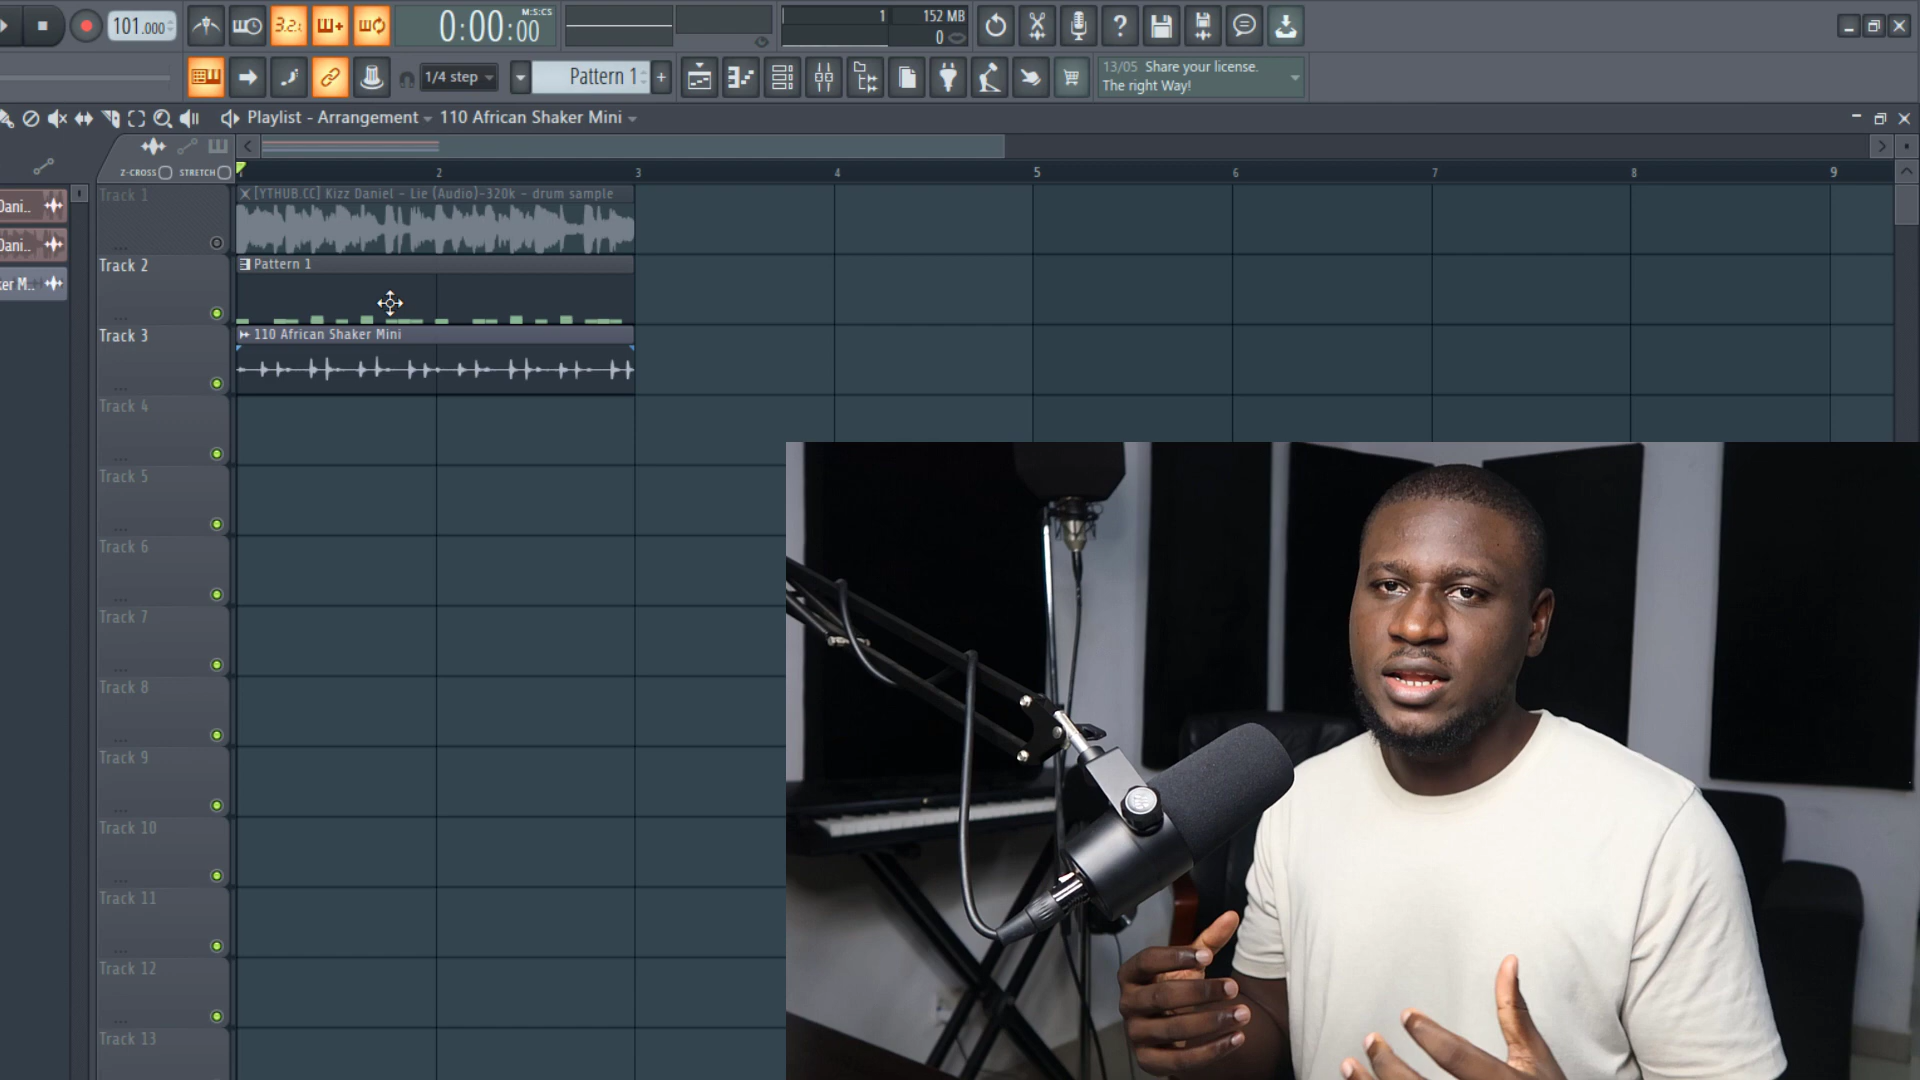 101.000
3.2.
0:00:00
M:S:CS
1
152 MB
0
1/4 step
Pattern 1
+
13/05 Share your license.
The right Way!
Playlist - Arrangement
110 African Shaker Mini
Z-CROSS
STRETCH
1 2 3 4 5 6 7 8 9
Dani..
Dani..
ker M..
Track 1
[YTHUB.CC] Kizz Daniel - Lie (Audio)-320k - drum sample
Track 2
Pattern 1
Track 3
110 African Shaker Mini
Track 4
Track 5
Track 6
Track 7
Track 8
Track 9
Track 10
Track 11
Track 12
Track 13